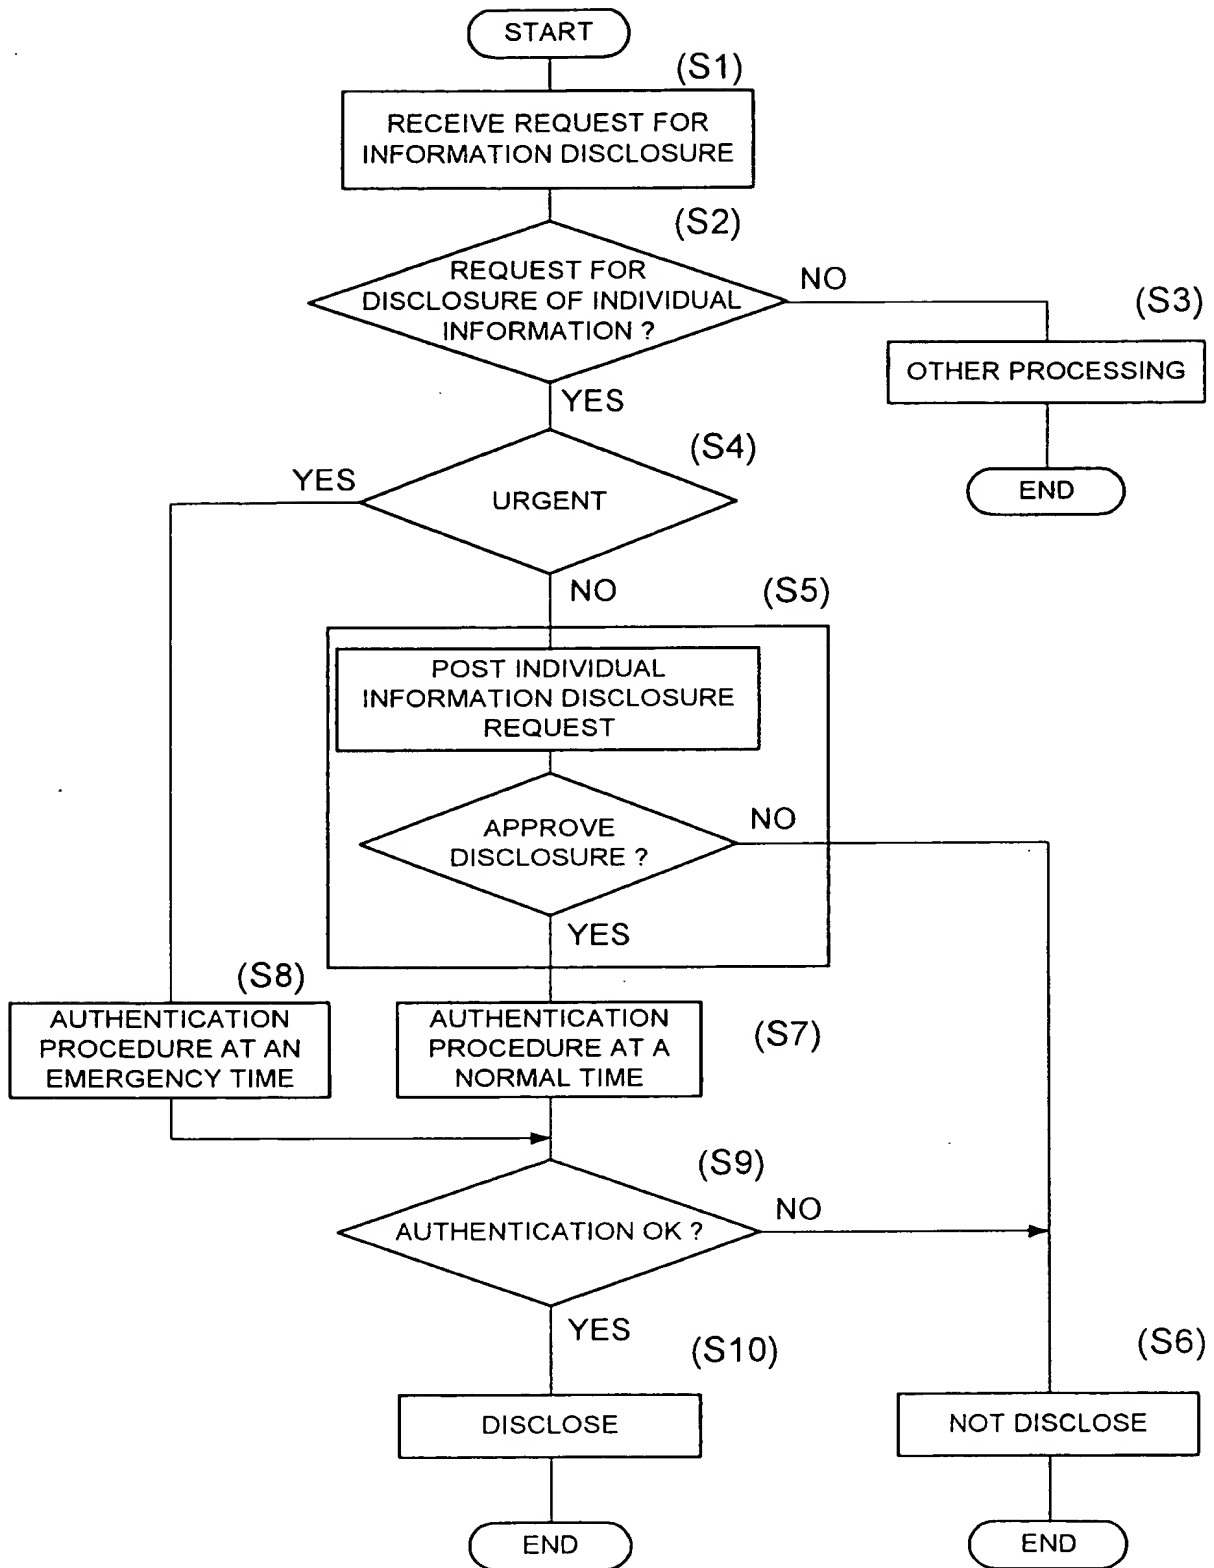 START
(S1)
RECEIVE REQUEST FOR
INFORMATION DISCLOSURE
(S2)
REQUEST FOR
DISCLOSURE OF INDIVIDUAL
INFORMATION ?
NO
(S3)
OTHER PROCESSING
END
YES
(S4)
YES
URGENT
NO
(S5)
POST INDIVIDUAL
INFORMATION DISCLOSURE
REQUEST
APPROVE
DISCLOSURE ?
NO
YES
(S8)
AUTHENTICATION
PROCEDURE AT AN
EMERGENCY TIME
AUTHENTICATION
PROCEDURE AT A
NORMAL TIME
(S7)
(S9)
AUTHENTICATION OK ?
NO
YES
(S10)
DISCLOSE
END
(S6)
NOT DISCLOSE
END